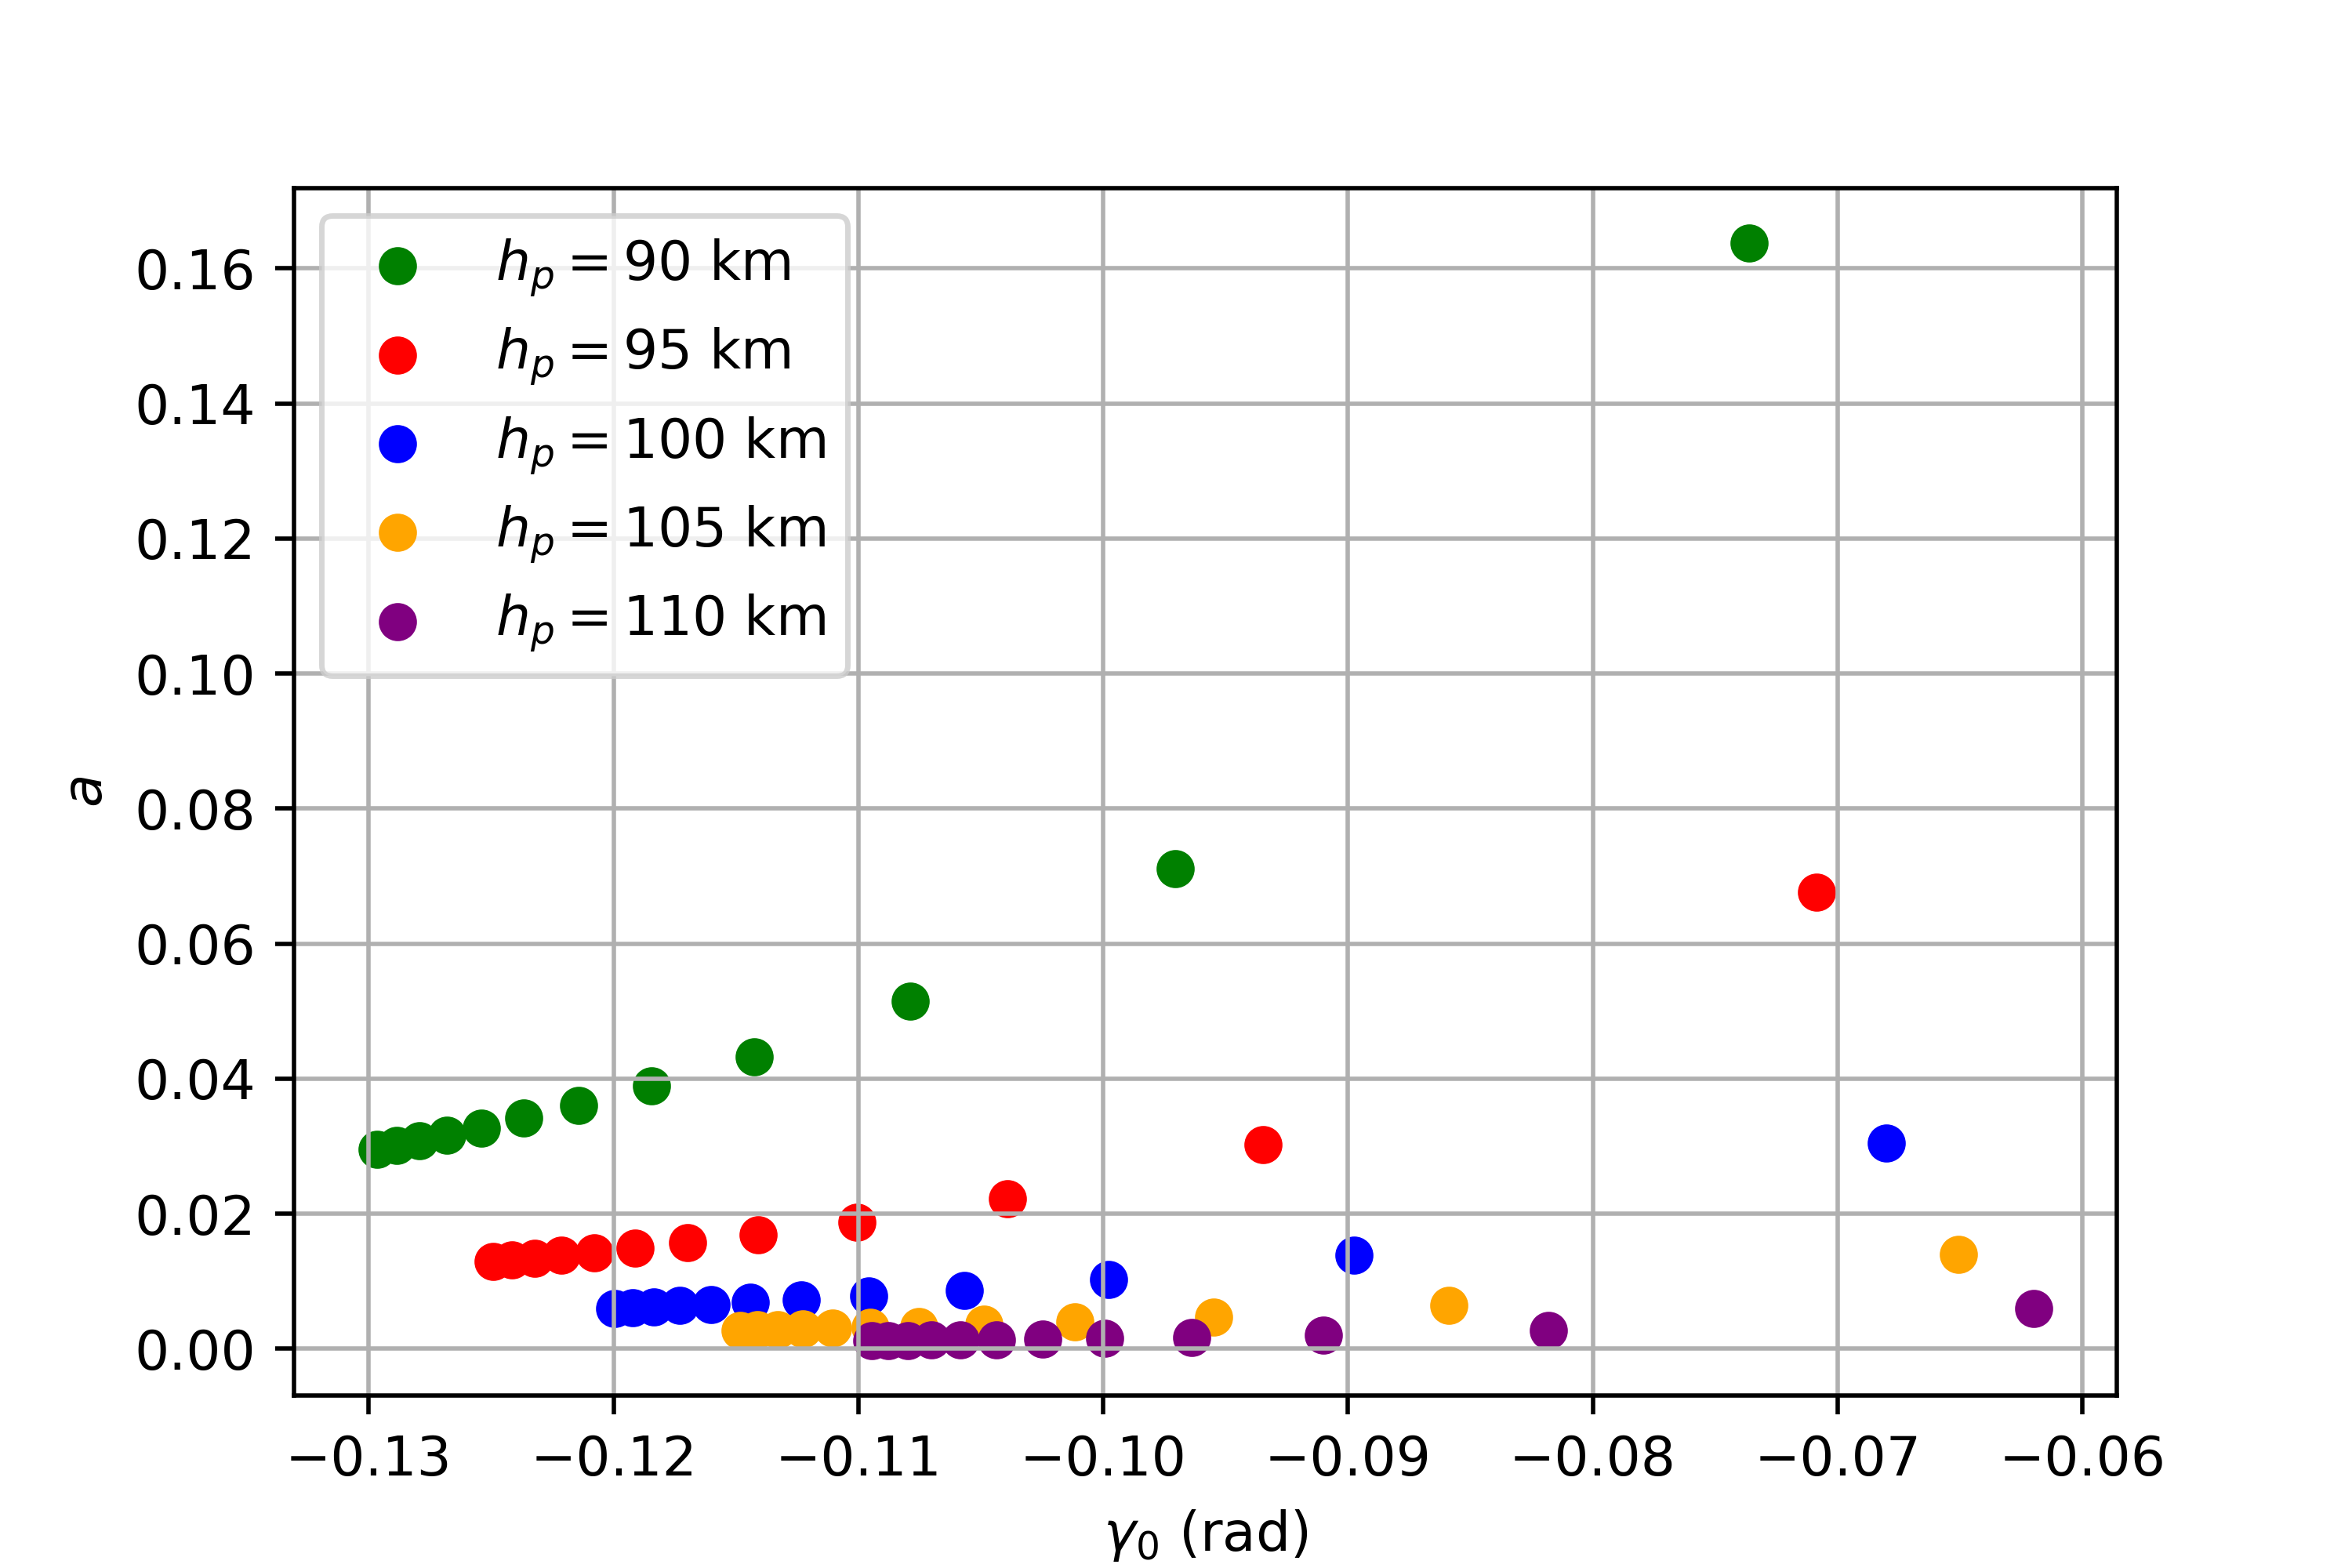 h_p = 90 km
h_p = 95 km
h_p = 100 km
h_p = 105 km
h_p = 110 km
0.16
0.14
0.12
0.10
0.08
0.06
0.04
0.02
0.00
a
−0.13 −0.12 −0.11 −0.10 −0.09 −0.08 −0.07 −0.06
γ₀ (rad)